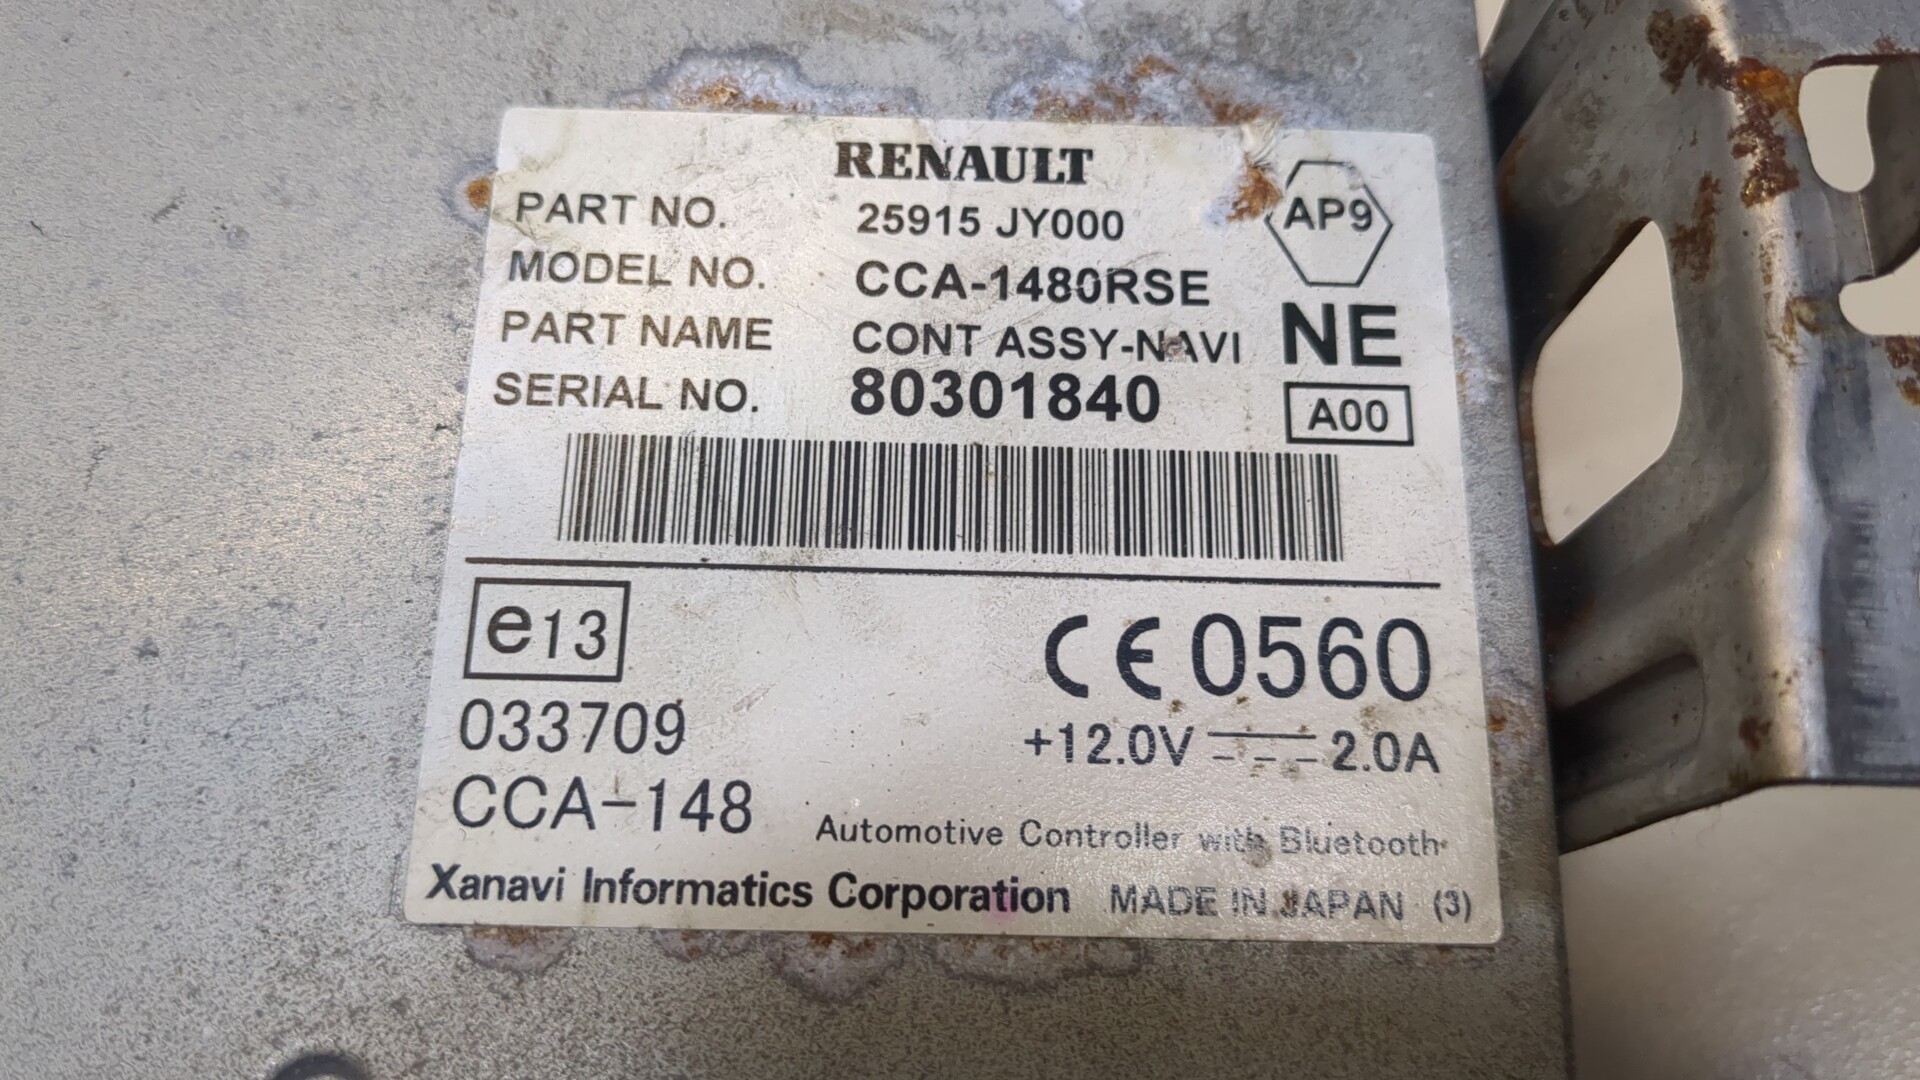 RENAULT
PART NO. 25915 JY000 AP9
MODEL NO. CCA-1480RSE
PART NAME CONT ASSY-NAVI NE
SERIAL NO. 80301840 A00
e13 CE0560
033709 +12.0V 2.0A
CCA-148 Automotive Controller with Bluetooth
Xanavi Informatics Corporation MADE IN JAPAN (3)